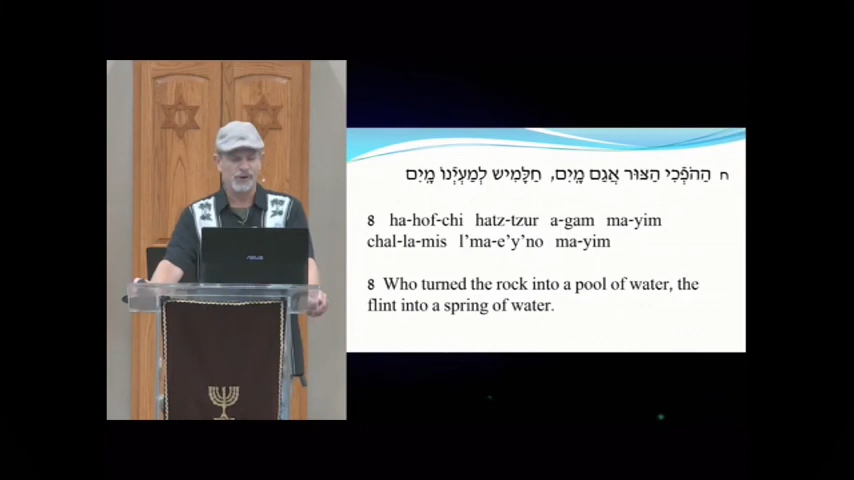 ח הַהֹפְכִי הַצּוּר אֲגַם מָיִם, חַלָּמִישׁ לְמַעְיְנוֹ מָיִם
8 ha-hof-chi hatz-tzur a-gam ma-yim
chal-la-mis l'ma-e'y'no ma-yim
8 Who turned the rock into a pool of water, the
flint into a spring of water.
ASUS